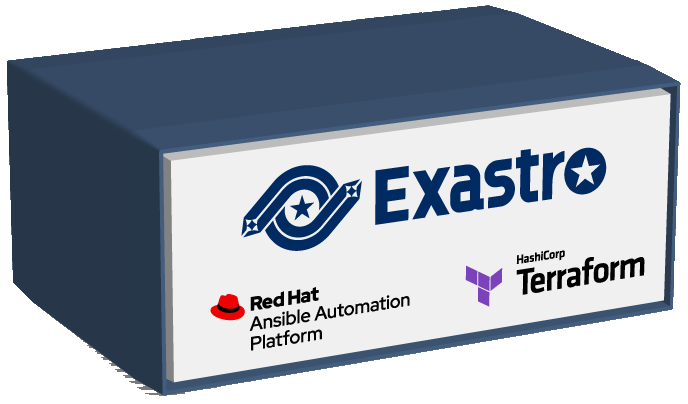 Exastro
Red Hat
Ansible Automation
Platform
HashiCorp
Terraform